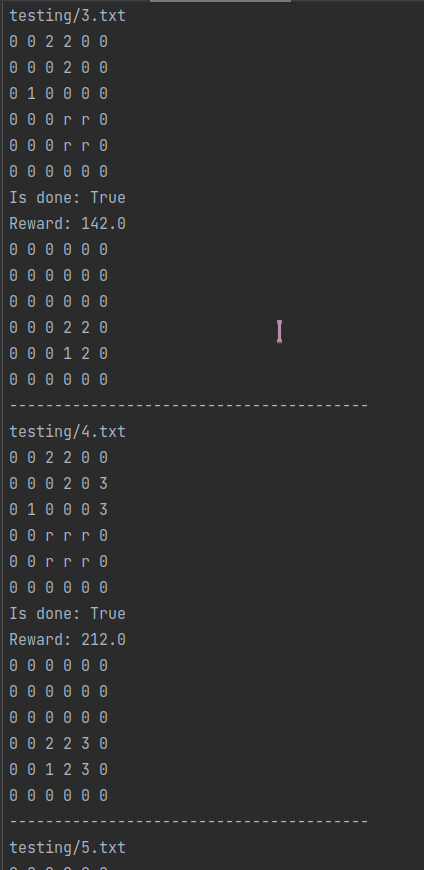 testing/3.txt
0 0 2 2 0 0
0 0 0 2 0 0
0 1 0 0 0 0
0 0 0 r r 0
0 0 0 r r 0
0 0 0 0 0 0
Is done: True
Reward: 142.0
0 0 0 0 0 0
0 0 0 0 0 0
0 0 0 0 0 0
0 0 0 2 2 0
0 0 0 1 2 0
0 0 0 0 0 0
----------------------------------------
testing/4.txt
0 0 2 2 0 0
0 0 0 2 0 3
0 1 0 0 0 3
0 0 r r r 0
0 0 r r r 0
0 0 0 0 0 0
Is done: True
Reward: 212.0
0 0 0 0 0 0
0 0 0 0 0 0
0 0 0 0 0 0
0 0 2 2 3 0
0 0 1 2 3 0
0 0 0 0 0 0
----------------------------------------
testing/5.txt